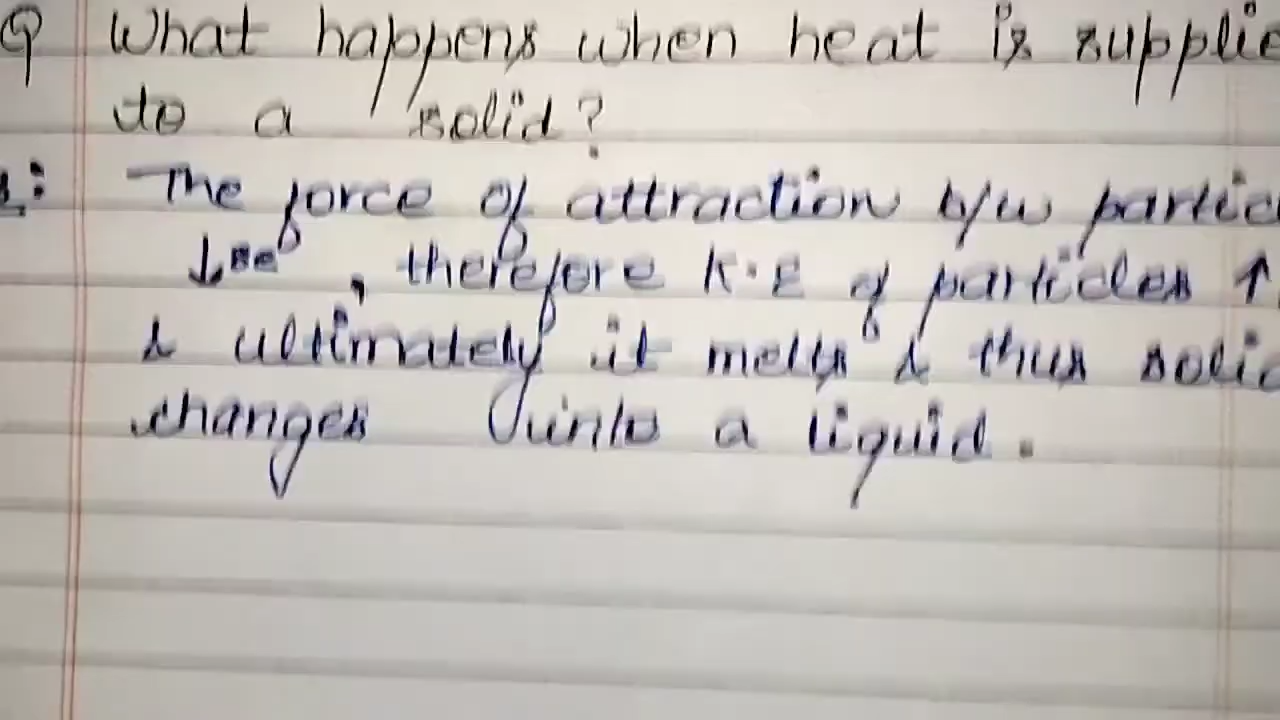 Q What happens when heat is supplie
to a solid?
: The force of attraction b/w partic
↓se, therefore K.E of particles ↑
& ultimately it melts & thus solid
changes into a liquid.